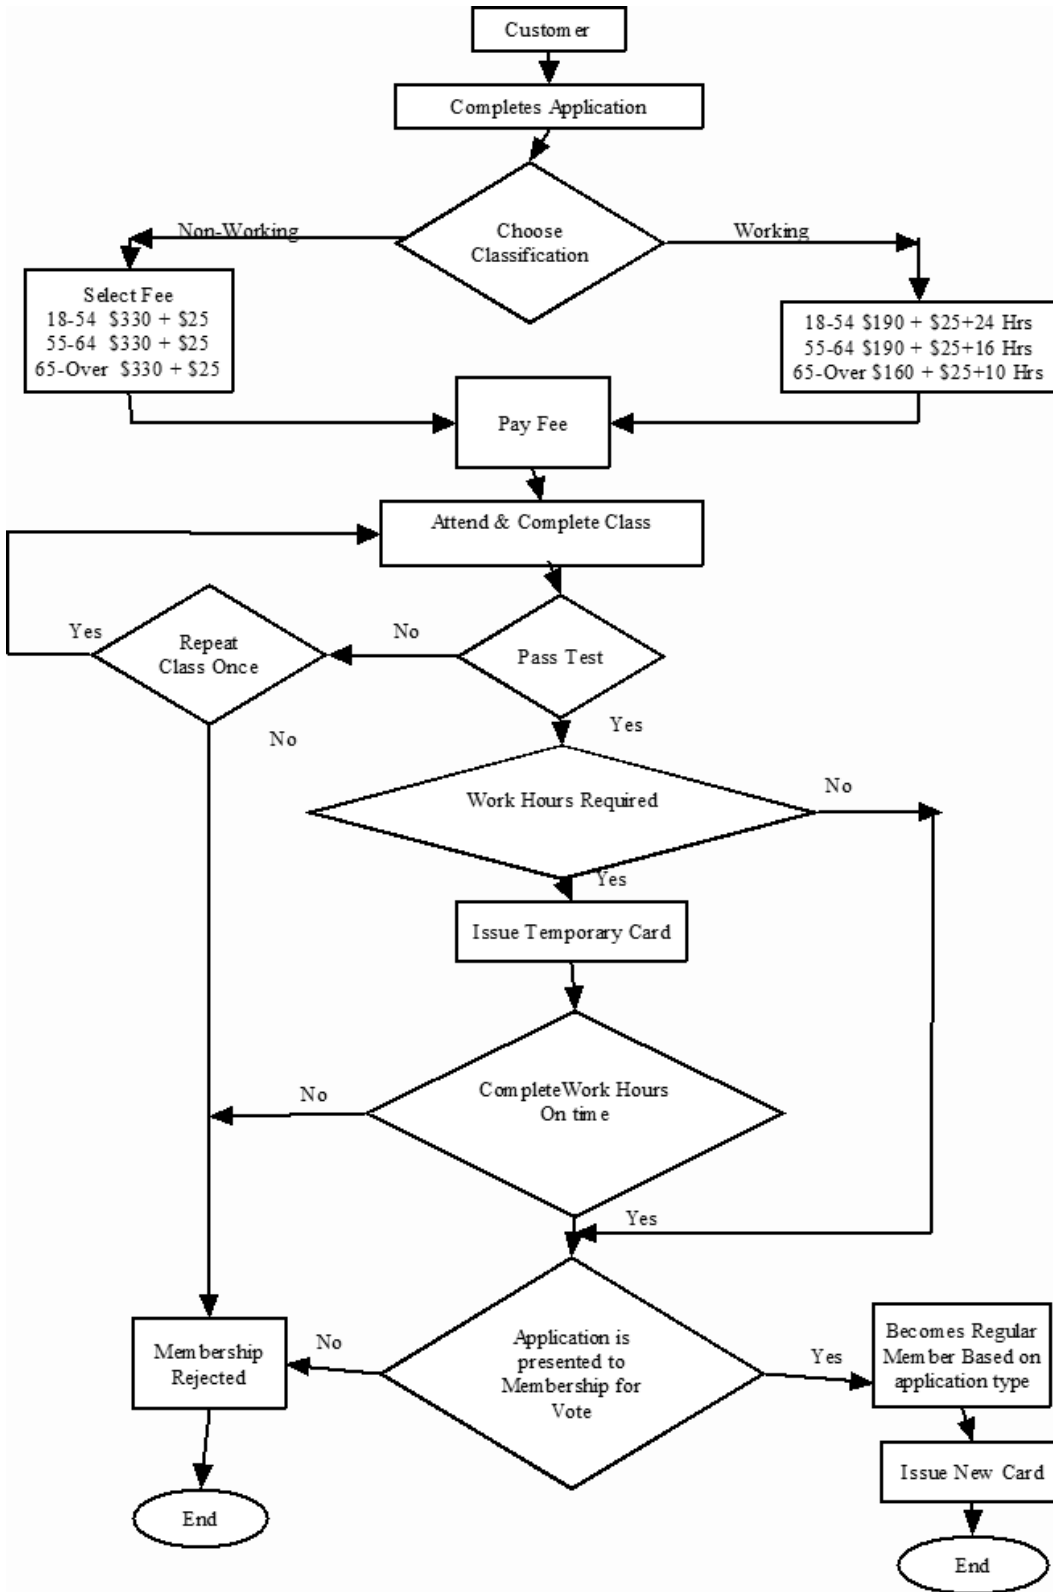 Customer
Completes Application
Choose
Classification
Non-Working
Working
Select Fee
18-54 $330 + $25
55-64 $330 + $25
65-Over $330 + $25
18-54 $190 + $25+24 Hrs
55-64 $190 + $25+16 Hrs
65-Over $160 + $25+10 Hrs
Pay Fee
Attend & Complete Class
Pass Test
No
Repeat
Class Once
Yes
No
Yes
Work Hours Required
No
Yes
Issue Temporary Card
CompleteWork Hours
On time
No
Yes
Application is
presented to
Membership for
Vote
No
Membership
Rejected
End
Yes
Becomes Regular
Member Based on
application type
Issue New Card
End